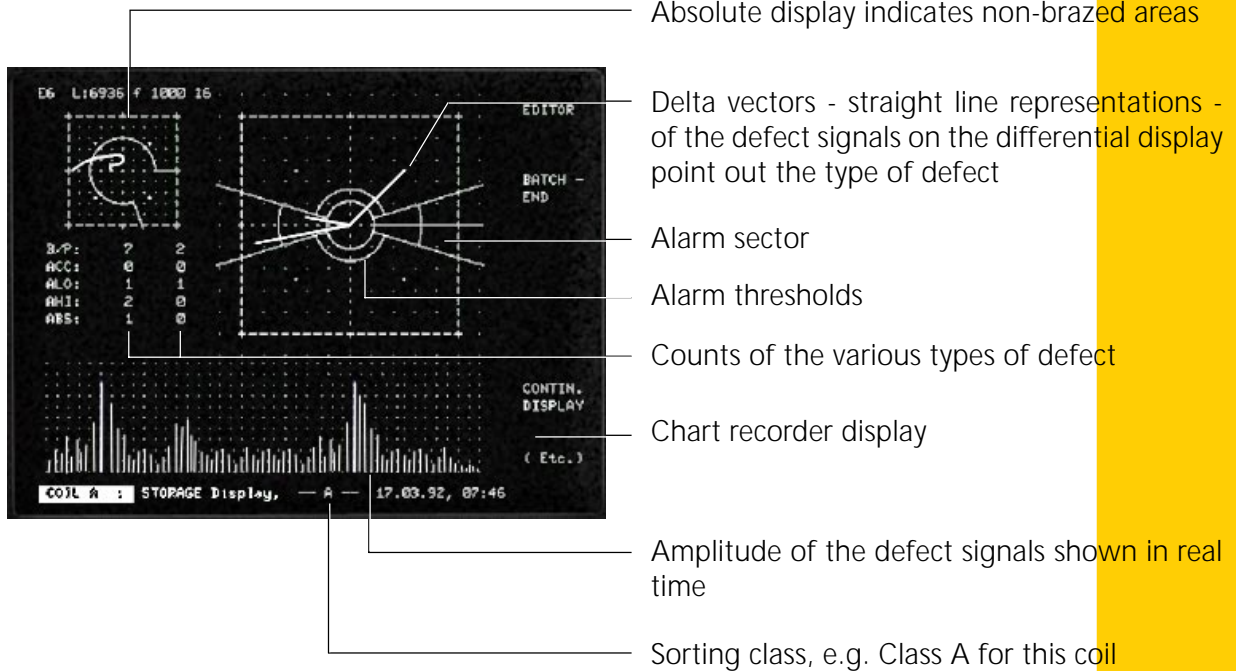 Absolute display indicates non-brazed areas
E6 L:6936 f 1000 16
EDITOR
Delta vectors - straight line representations -
of the defect signals on the differential display
point out the type of defect
BATCH -
END
Alarm sector
B/P: 7 2
ACC: 0 0
ALO: 1 1
AHI: 2 0
ABS: 1 0
Alarm thresholds
Counts of the various types of defect
CONTIN.
DISPLAY
Chart recorder display
( Etc.)
COIL A : STORAGE Display, — A — 17.03.92, 07:46
Amplitude of the defect signals shown in real
time
Sorting class, e.g. Class A for this coil